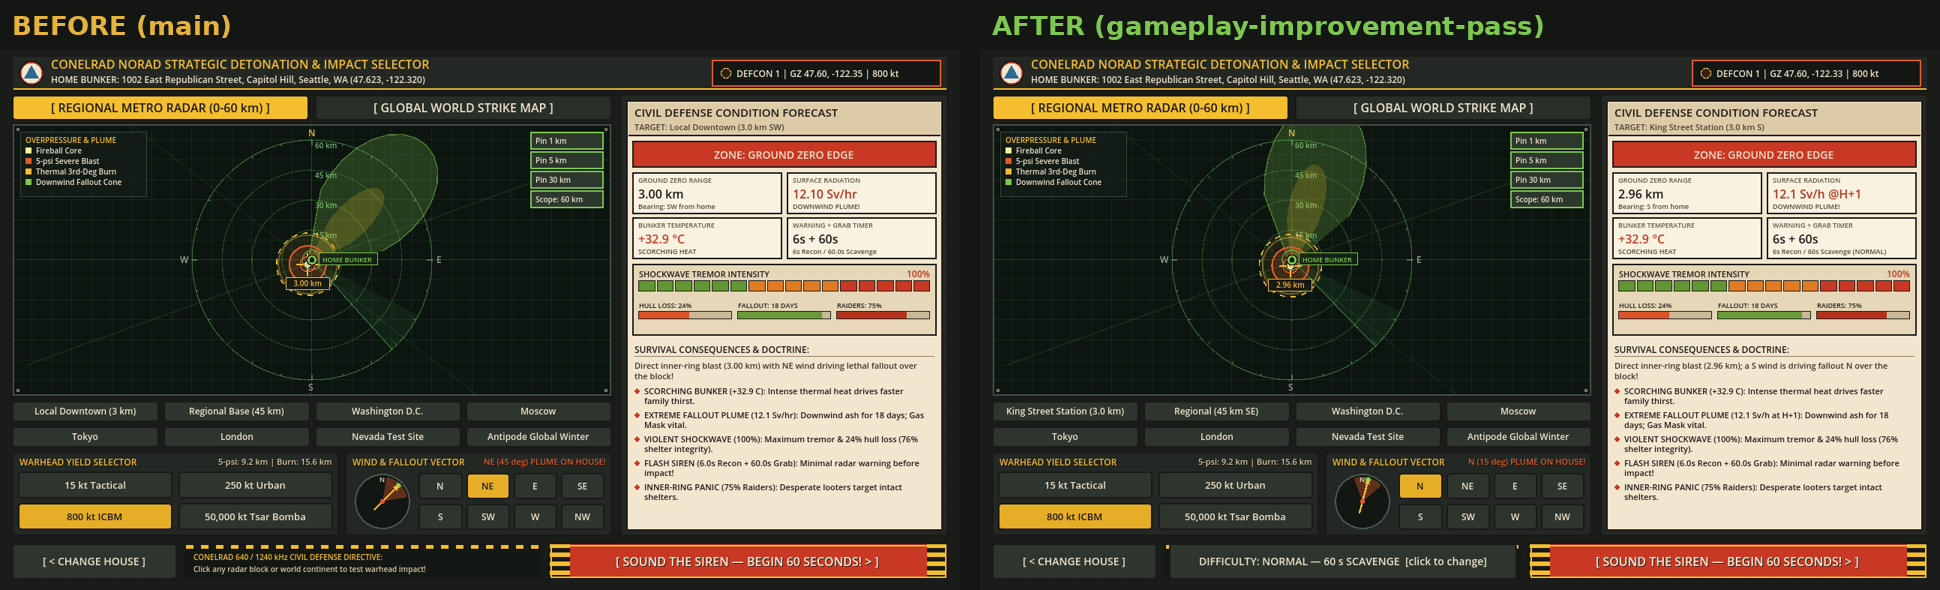 BEFORE (main)
CONELRAD NORAD STRATEGIC DETONATION & IMPACT SELECTOR
HOME BUNKER: 1002 East Republican Street, Capitol Hill, Seattle, WA (47.623, -122.320)
DEFCON 1 | GZ 47.60, -122.35 | 800 kt
[ REGIONAL METRO RADAR (0-60 km) ]
[ GLOBAL WORLD STRIKE MAP ]
OVERPRESSURE & PLUME
Fireball Core
5-psi Severe Blast
Thermal 3rd-Deg Burn
Downwind Fallout Cone
N
60 km
45 km
30 km
15 km
W
E
S
HOME BUNKER
3.00 km
Pin 1 km
Pin 5 km
Pin 30 km
Scope: 60 km
Local Downtown (3 km)
Regional Base (45 km)
Washington D.C.
Moscow
Tokyo
London
Nevada Test Site
Antipode Global Winter
WARHEAD YIELD SELECTOR
5-psi: 9.2 km | Burn: 15.6 km
15 kt Tactical
250 kt Urban
800 kt ICBM
50,000 kt Tsar Bomba
WIND & FALLOUT VECTOR
NE (45 deg) PLUME ON HOUSE!
N
N
NE
E
SE
S
SW
W
NW
CIVIL DEFENSE CONDITION FORECAST
TARGET: Local Downtown (3.0 km SW)
ZONE: GROUND ZERO EDGE
GROUND ZERO RANGE
3.00 km
Bearing: SW from home
SURFACE RADIATION
12.10 Sv/hr
DOWNWIND PLUME!
BUNKER TEMPERATURE
+32.9 °C
SCORCHING HEAT
WARNING + GRAB TIMER
6s + 60s
6s Recon / 60.0s Scavenge
SHOCKWAVE TREMOR INTENSITY
100%
HULL LOSS: 24%
FALLOUT: 18 DAYS
RAIDERS: 75%
SURVIVAL CONSEQUENCES & DOCTRINE:
Direct inner-ring blast (3.00 km) with NE wind driving lethal fallout over
the block!
SCORCHING BUNKER (+32.9 C): Intense thermal heat drives faster
family thirst.
EXTREME FALLOUT PLUME (12.1 Sv/hr): Downwind ash for 18 days; Gas
Mask vital.
VIOLENT SHOCKWAVE (100%): Maximum tremor & 24% hull loss (76%
shelter integrity).
FLASH SIREN (6.0s Recon + 60.0s Grab): Minimal radar warning before
impact!
INNER-RING PANIC (75% Raiders): Desperate looters target intact
shelters.
[ < CHANGE HOUSE ]
CONELRAD 640 / 1240 kHz CIVIL DEFENSE DIRECTIVE:
Click any radar block or world continent to test warhead impact!
[ SOUND THE SIREN — BEGIN 60 SECONDS! > ]
AFTER (gameplay-improvement-pass)
CONELRAD NORAD STRATEGIC DETONATION & IMPACT SELECTOR
HOME BUNKER: 1002 East Republican Street, Capitol Hill, Seattle, WA (47.623, -122.320)
DEFCON 1 | GZ 47.60, -122.33 | 800 kt
[ REGIONAL METRO RADAR (0-60 km) ]
[ GLOBAL WORLD STRIKE MAP ]
OVERPRESSURE & PLUME
Fireball Core
5-psi Severe Blast
Thermal 3rd-Deg Burn
Downwind Fallout Cone
N
60 km
45 km
30 km
15 km
W
E
S
HOME BUNKER
2.96 km
Pin 1 km
Pin 5 km
Pin 30 km
Scope: 60 km
King Street Station (3.0 km)
Regional (45 km SE)
Washington D.C.
Moscow
Tokyo
London
Nevada Test Site
Antipode Global Winter
WARHEAD YIELD SELECTOR
5-psi: 9.2 km | Burn: 15.6 km
15 kt Tactical
250 kt Urban
800 kt ICBM
50,000 kt Tsar Bomba
WIND & FALLOUT VECTOR
N (15 deg) PLUME ON HOUSE!
N
N
NE
E
SE
S
SW
W
NW
CIVIL DEFENSE CONDITION FORECAST
TARGET: King Street Station (3.0 km S)
ZONE: GROUND ZERO EDGE
GROUND ZERO RANGE
2.96 km
Bearing: S from home
SURFACE RADIATION
12.1 Sv/h @H+1
DOWNWIND PLUME!
BUNKER TEMPERATURE
+32.9 °C
SCORCHING HEAT
WARNING + GRAB TIMER
6s + 60s
6s Recon / 60.0s Scavenge (NORMAL)
SHOCKWAVE TREMOR INTENSITY
100%
HULL LOSS: 24%
FALLOUT: 18 DAYS
RAIDERS: 75%
SURVIVAL CONSEQUENCES & DOCTRINE:
Direct inner-ring blast (2.96 km); a S wind is driving fallout N over the
block!
SCORCHING BUNKER (+32.9 C): Intense thermal heat drives faster
family thirst.
EXTREME FALLOUT PLUME (12.1 Sv/h at H+1): Downwind ash for 18
days; Gas Mask vital.
VIOLENT SHOCKWAVE (100%): Maximum tremor & 24% hull loss (76%
shelter integrity).
FLASH SIREN (6.0s Recon + 60.0s Grab): Minimal radar warning before
impact!
INNER-RING PANIC (75% Raiders): Desperate looters target intact
shelters.
[ < CHANGE HOUSE ]
DIFFICULTY: NORMAL — 60 s SCAVENGE [click to change]
[ SOUND THE SIREN — BEGIN 60 SECONDS! > ]